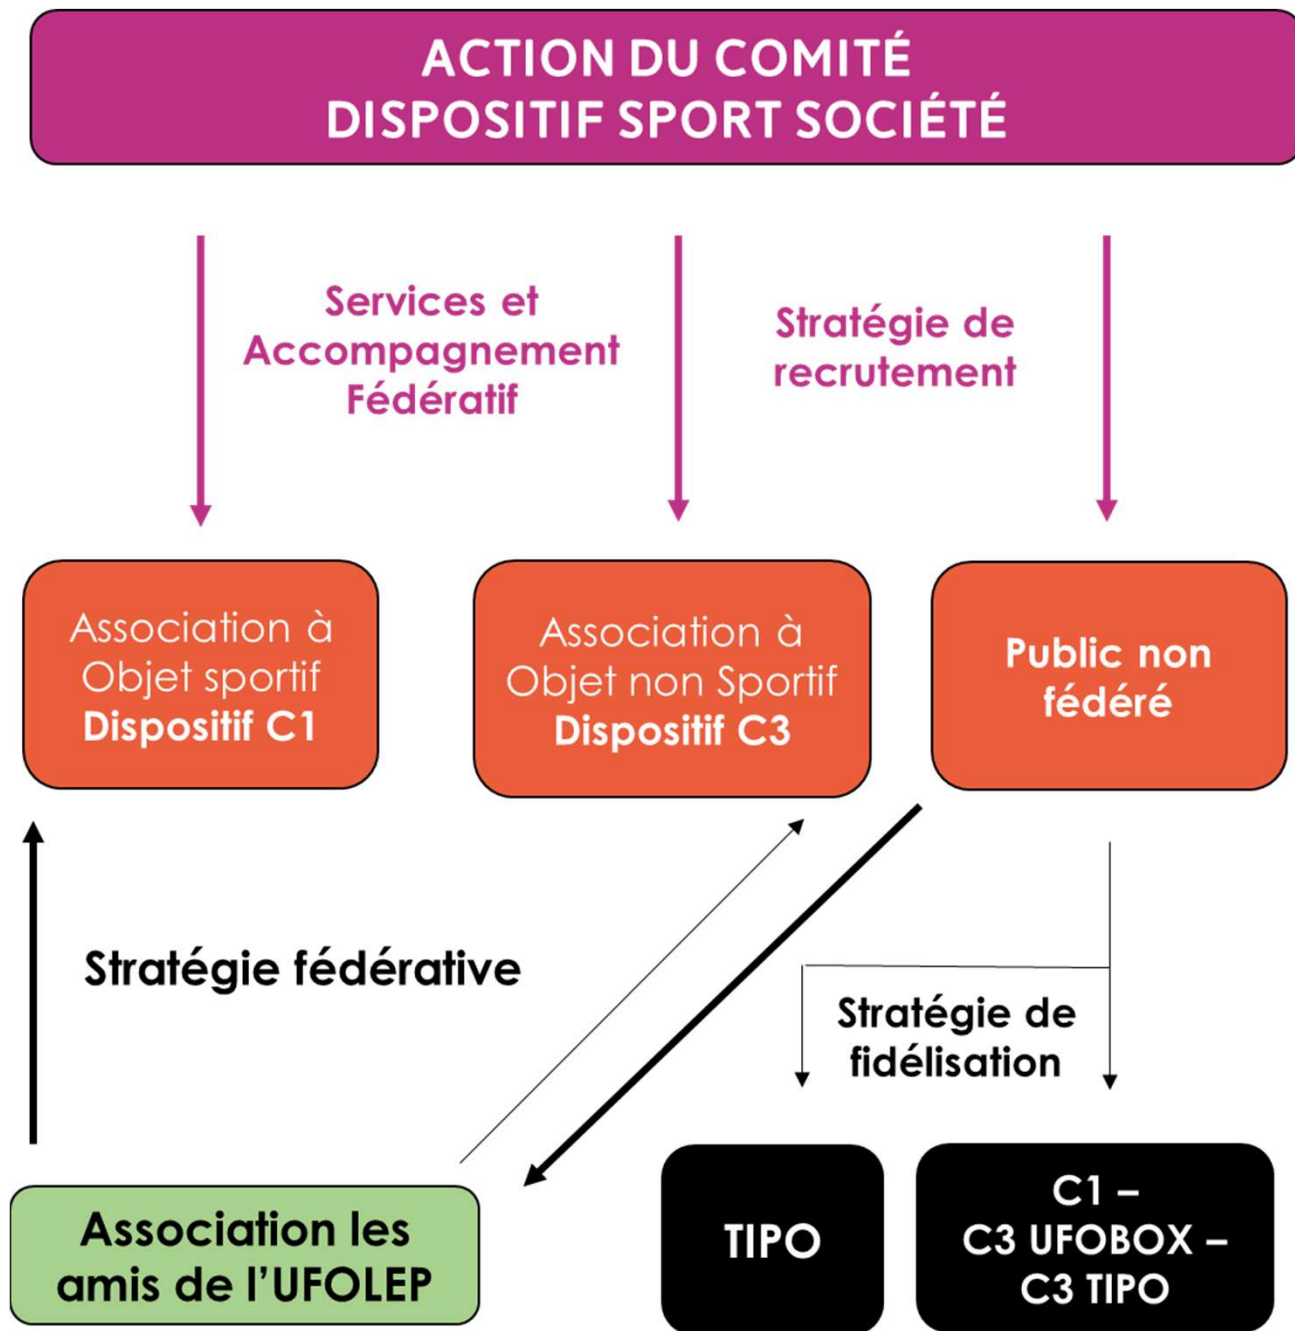 ACTION DU COMITÉ
DISPOSITIF SPORT SOCIÉTÉ
Services et
Accompagnement
Fédératif
Stratégie de
recrutement
Association à
Objet sportif
Dispositif C1
Association à
Objet non Sportif
Dispositif C3
Public non
fédéré
Stratégie fédérative
Stratégie de
fidélisation
Association les
amis de l'UFOLEP
TIPO
C1 –
C3 UFOBOX –
C3 TIPO